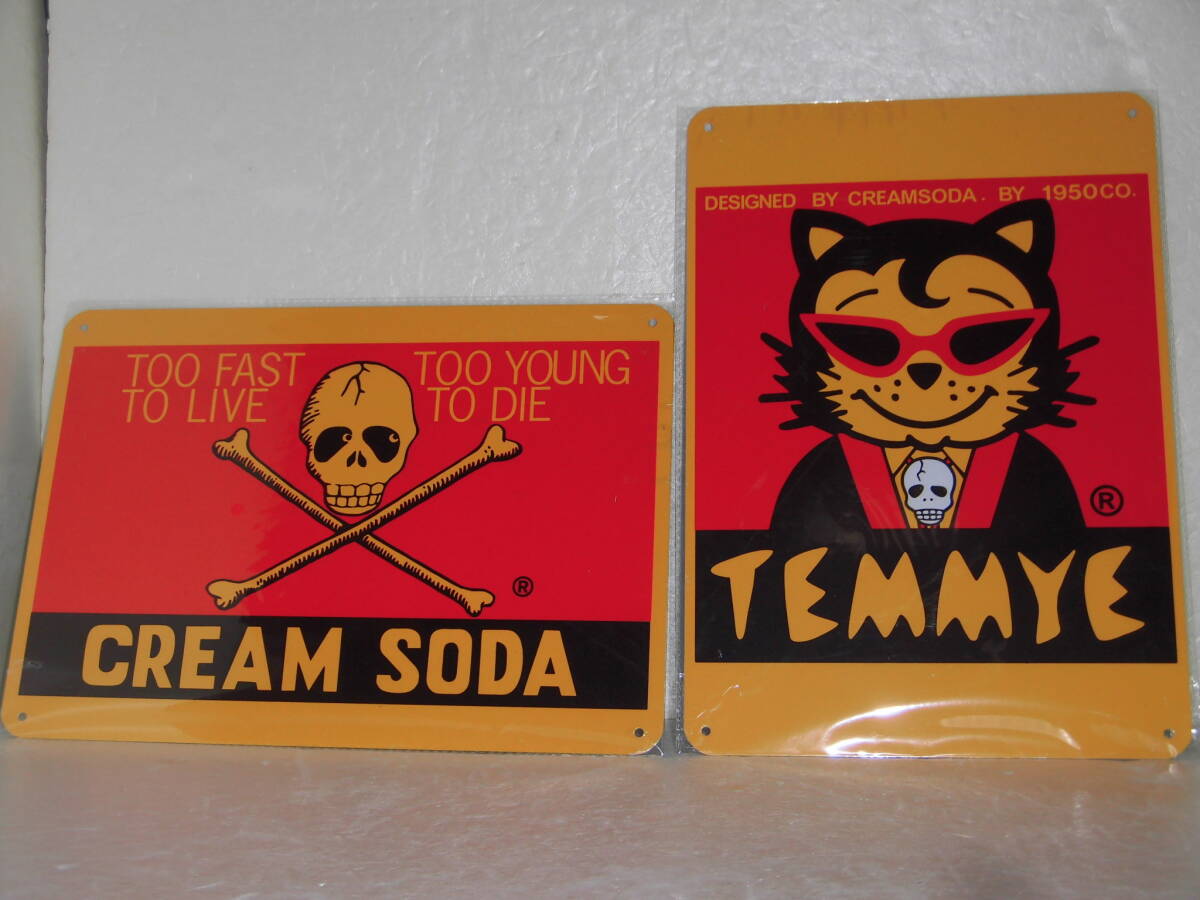 TOO FAST
TO LIVE
TOO YOUNG
TO DIE
®
CREAM SODA
DESIGNED BY CREAMSODA. BY 1950CO.
®
TEMMYE